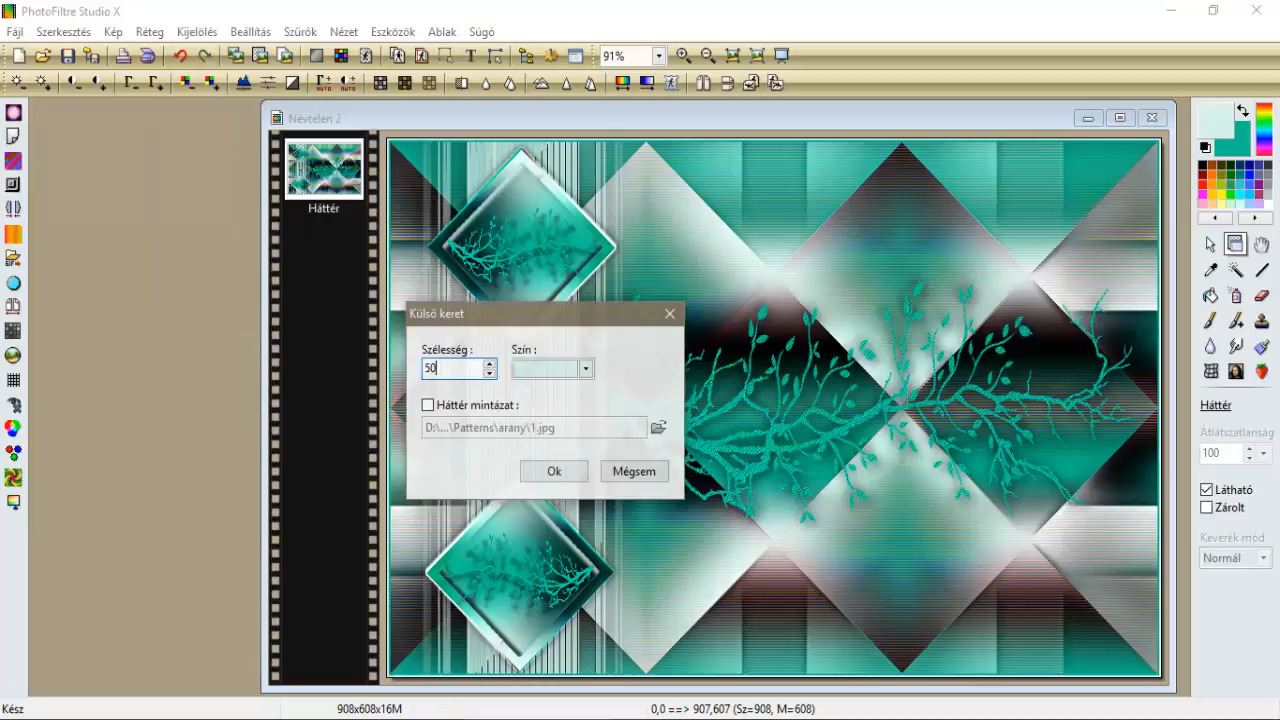 PhotoFiltre Studio X
Fájl Szerkesztés Kép Réteg Kijelölés Beállítás Szűrők Nézet Eszközök Ablak Súgó
91%
AUTO AUTO
Névtelen 2
Háttér
Külső keret
Szélesség : Szín :
50
Háttér mintázat :
D:\...\Patterns\arany\1.jpg
Ok Mégsem
Háttér
Átlátszatlanság
100
Látható
Zárolt
Keverék mód
Normál
Kész 908x608x16M 0,0 ==> 907,607 (Sz=908, M=608)